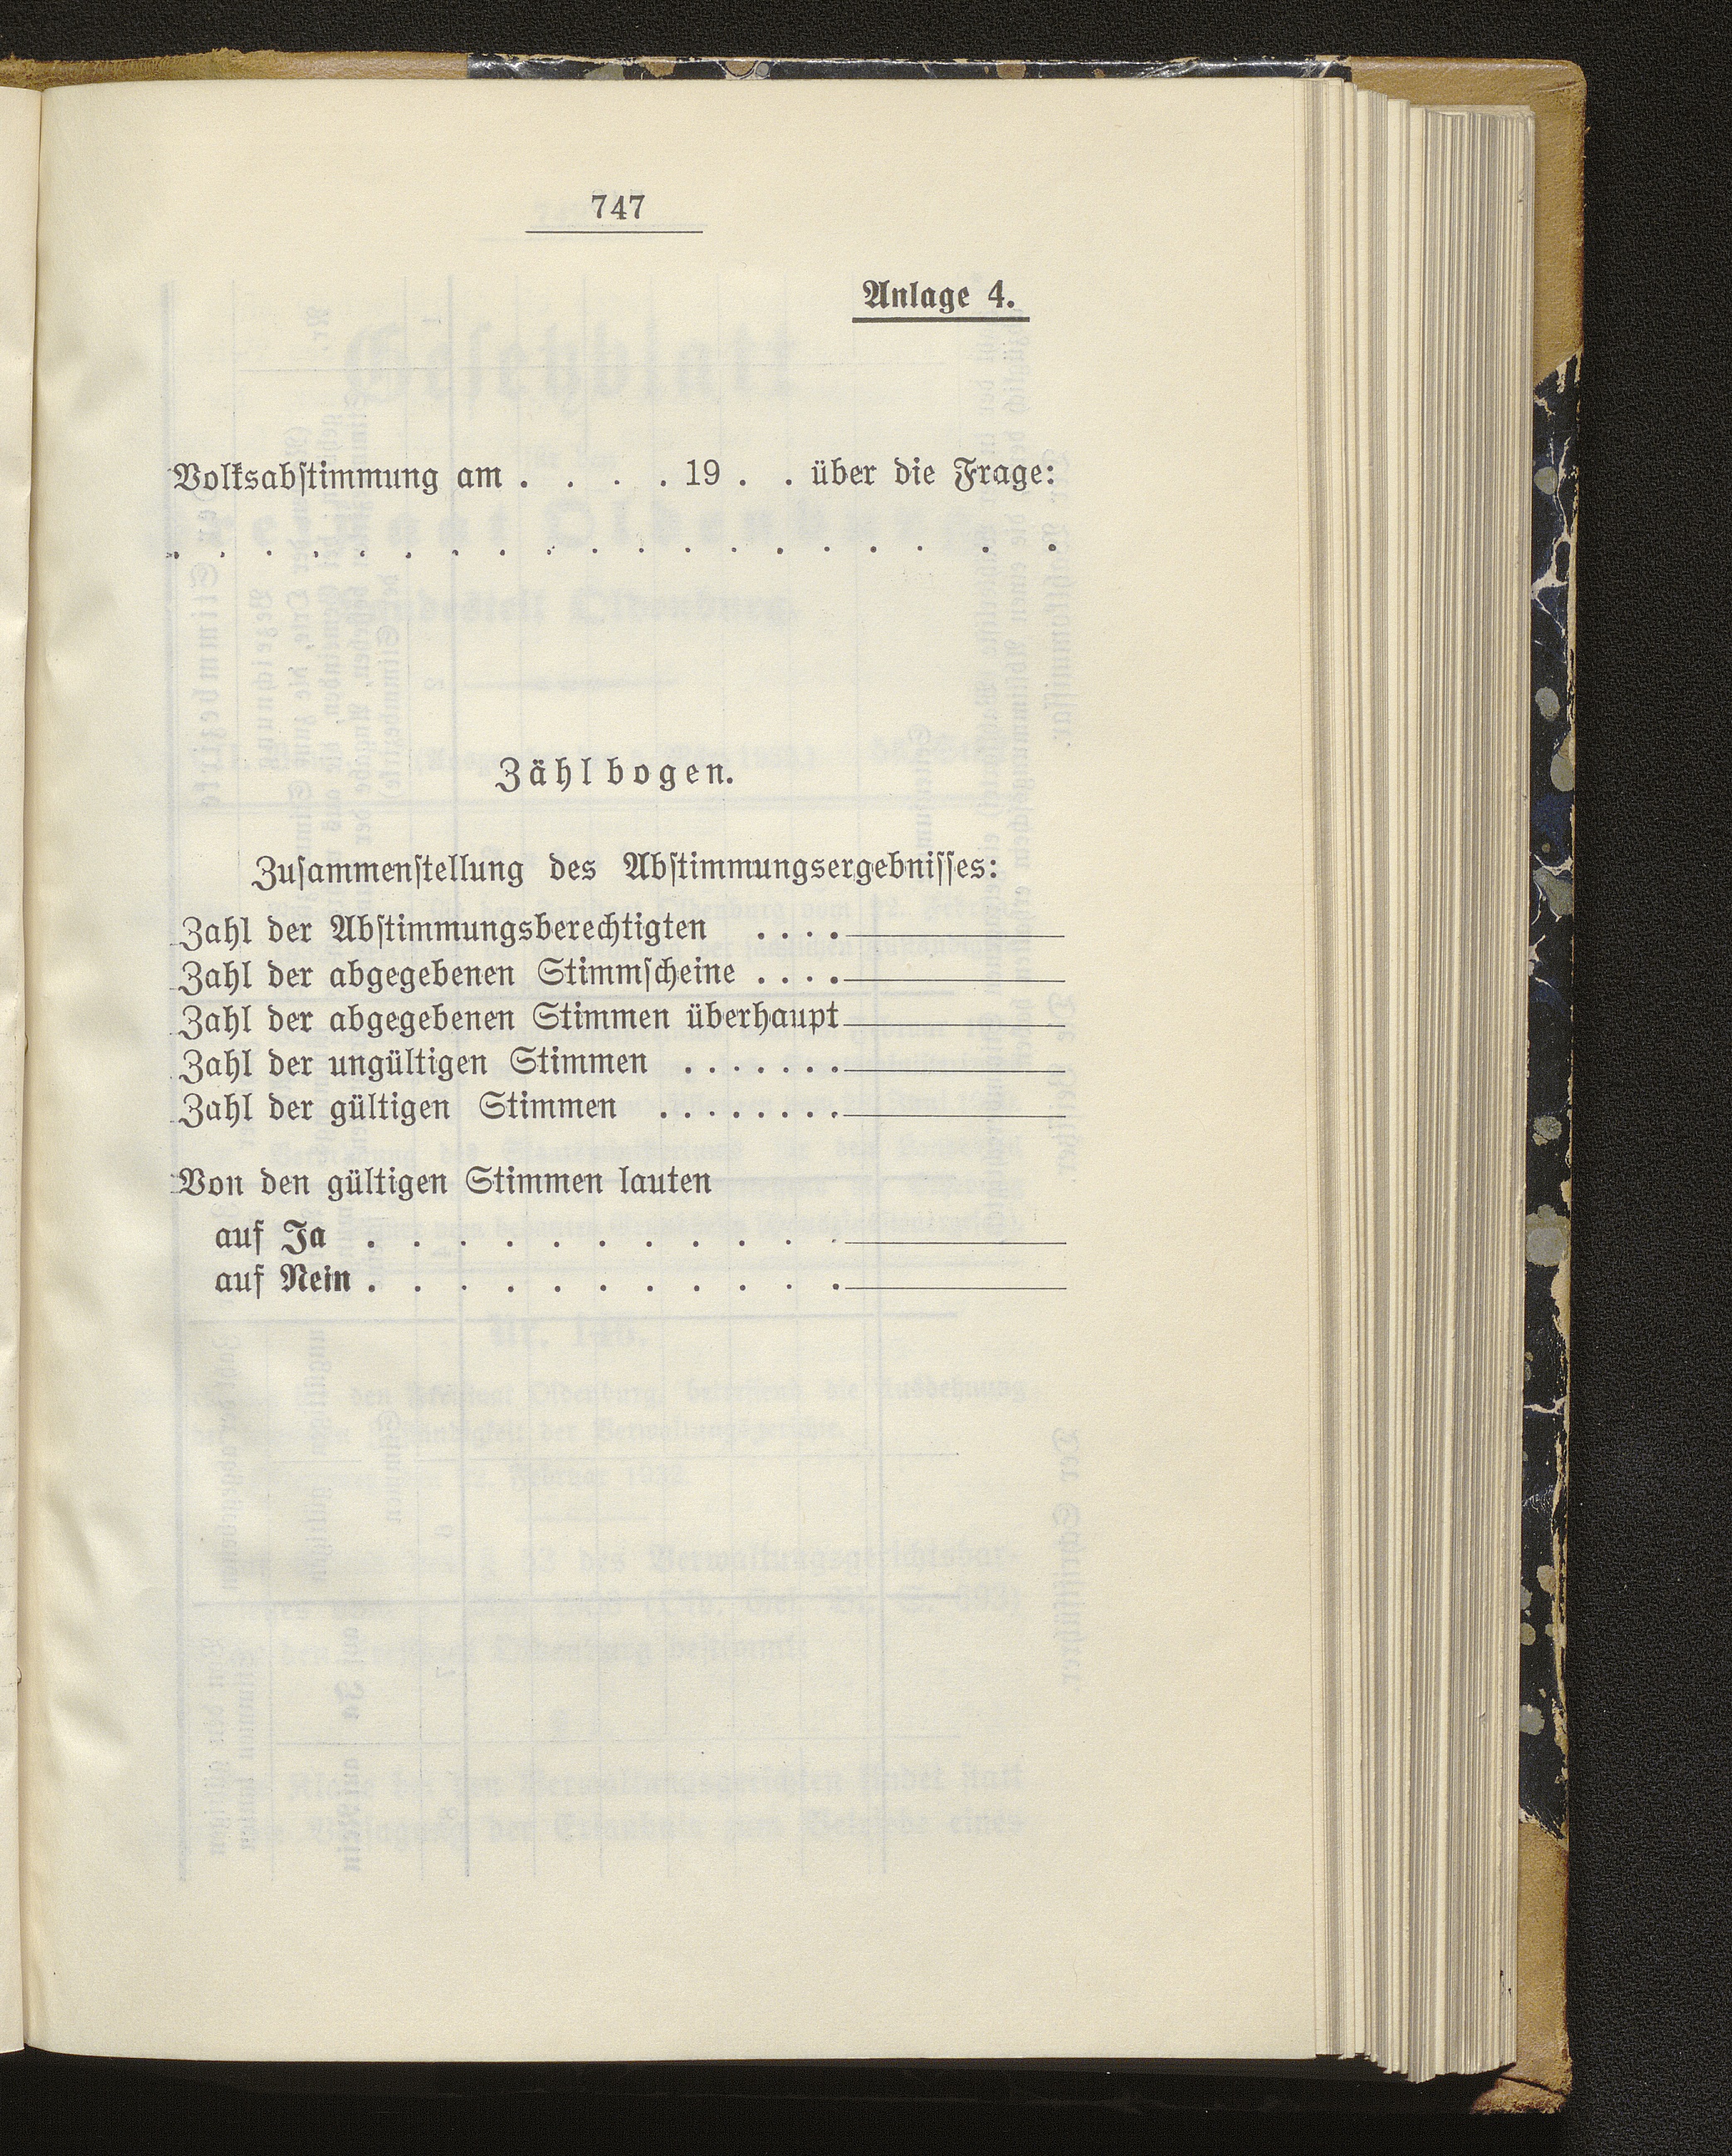 747
Anlage 4.
Volksabstimmung am . . . . 19 . . über die Frage:
. . . . . . . . . . . . . . . . . . .
Zählbogen.
Zusammenstellung des Abstimmungsergebnisses:
Zahl der Abstimmungsberechtigten . . . .
Zahl der abgegebenen Stimmscheine . . . .
Zahl der abgegebenen Stimmen überhaupt
Zahl der ungültigen Stimmen . . . . . . .
Zahl der gültigen Stimmen . . . . . . . .
Von den gültigen Stimmen lauten
auf Ja . . . . . . . . . . .
auf Nein . . . . . . . . . . .